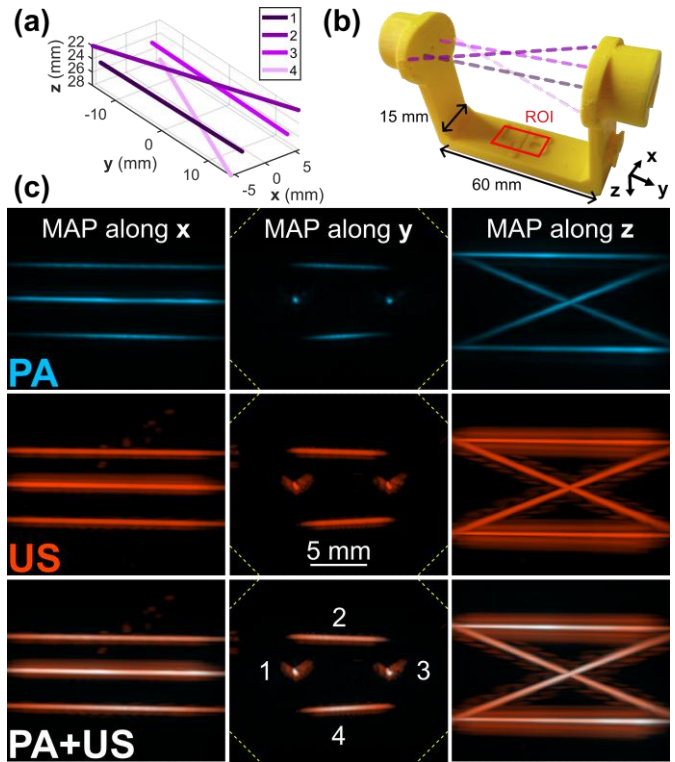 (a)
(b)
1
2
3
4
22
24
26
28
z (mm)
-10
0
10
y (mm)
-5
0
5
x (mm)
15 mm
ROI
60 mm
x
z
y
(c)
MAP along x
MAP along y
MAP along z
PA
US
5 mm
PA+US
2
1
3
4